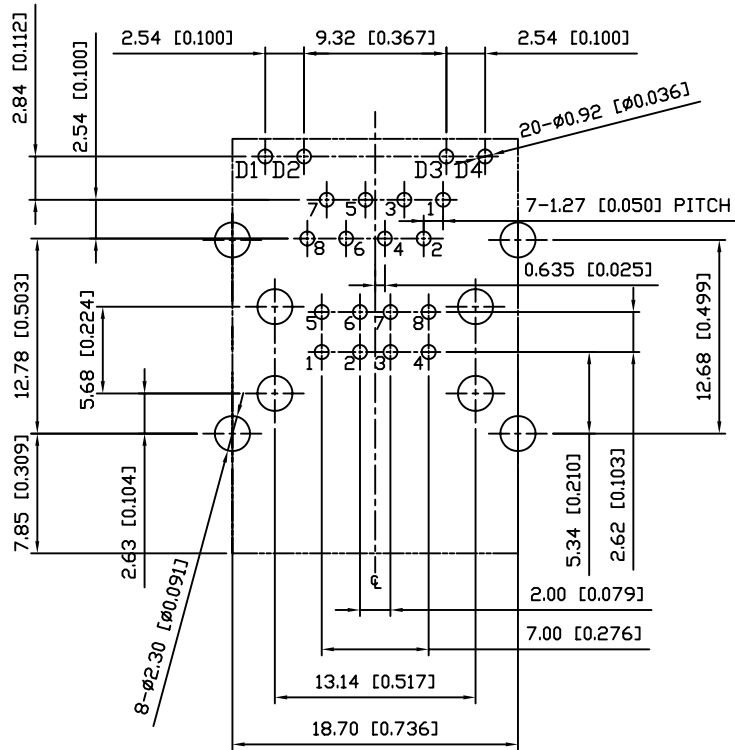 2.54 [0.100]
9.32 [0.367]
2.54 [0.100]
2.84 [0.112]
2.54 [0.100]
20-ø0.92 [ø0.036]
D1 D2 D3 D4
7 5 3 1
7-1.27 [0.050] PITCH
8 6 4 2
0.635 [0.025]
12.78 [0.503]
5.68 [0.224]
12.68 [0.499]
5 6 7 8
1 2 3 4
7.85 [0.309]
2.63 [0.104]
5.34 [0.210]
2.62 [0.103]
8-ø2.30 [ø0.091]
℄
2.00 [0.079]
7.00 [0.276]
13.14 [0.517]
18.70 [0.736]